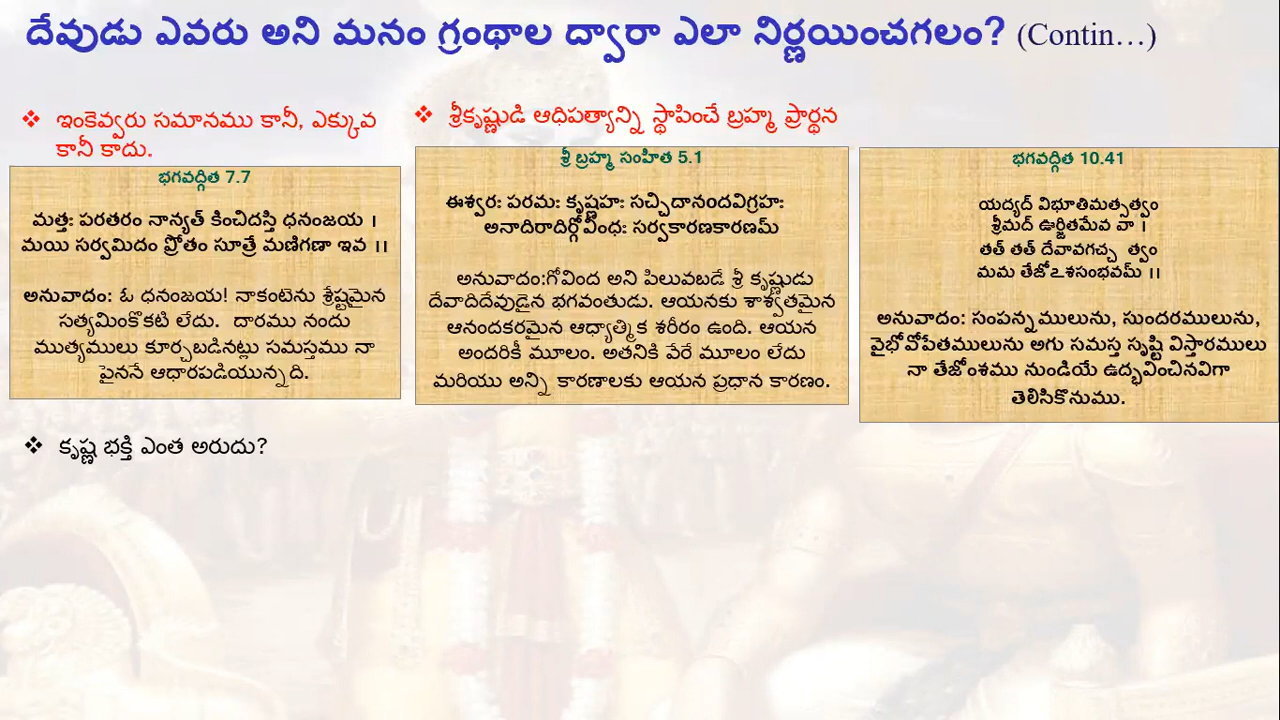 దేవుడు ఎవరు అని మనం గ్రంథాల ద్వారా ఎలా నిర్ణయించగలం? (Contin…)
❖ ఇంకెవ్వరు సమానము కానీ, ఎక్కువ
కానీ కాదు.
భగవద్గీత 7.7
మత్తః పరతరం నాన్యత్ కించిదస్తి ధనంజయ ।
మయి సర్వమిదం ప్రోతం సూత్రే మణిగణా ఇవ ।।
అనువాదం: ఓ ధనంజయ! నాకంటెను శ్రేష్టమైన
సత్యమింకొకటి లేదు. దారము నందు
ముత్యములు కూర్చబడినట్లు సమస్తము నా
పైననే ఆధారపడియున్నది.
❖ శ్రీకృష్ణుడి ఆధిపత్యాన్ని స్థాపించే బ్రహ్మ ప్రార్థన
శ్రీ బ్రహ్మ సంహిత 5.1
ఈశ్వరః పరమః కృష్ణహః సచ్చిదానందవిగ్రహః
అనాదిరాదిర్గోవింధః సర్వకారణకారణమ్
అనువాదం:గోవింద అని పిలువబడే శ్రీ కృష్ణుడు
దేవాదిదేవుడైన భగవంతుడు. ఆయనకు శాశ్వతమైన
ఆనందకరమైన ఆధ్యాత్మిక శరీరం ఉంది. ఆయన
అందరికీ మూలం. అతనికి వేరే మూలం లేదు
మరియు అన్ని కారణాలకు ఆయన ప్రధాన కారణం.
భగవద్గీత 10.41
యద్యద్ విభూతిమత్సత్వం
శ్రీమద్ ఊర్జితమేవ వా ।
తత్ తత్ దేవావగచ్చ త్వం
మమ తేజోఽశసంభవమ్ ।।
అనువాదం: సంపన్నములును, సుందరములును,
వైభోవోపేతములును అగు సమస్త సృష్టి విస్తారములు
నా తేజోంశము నుండియే ఉద్భవించినవిగా
తెలిసికొనుము.
❖ కృష్ణ భక్తి ఎంత అరుదు?